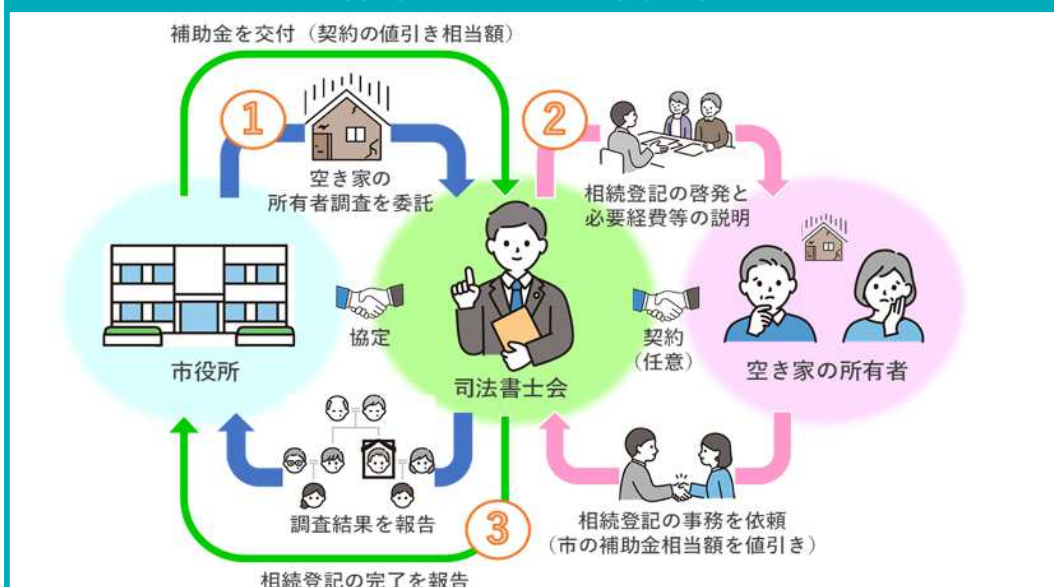 補助金を交付（契約の値引き相当額）
1
空き家の
所有者調査を委託
2
相続登記の啓発と
必要経費等の説明
市役所
協定
司法書士会
契約
（任意）
空き家の所有者
調査結果を報告
3
相続登記の事務を依頼
（市の補助金相当額を値引き）
相続登記の完了を報告